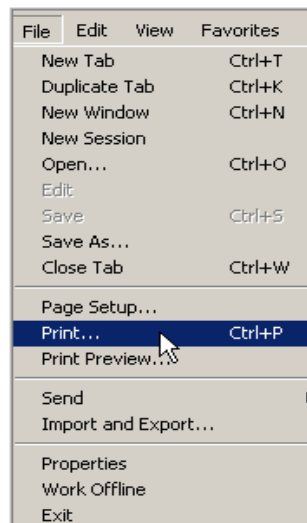 File Edit View Favorites
New Tab Ctrl+T
Duplicate Tab Ctrl+K
New Window Ctrl+N
New Session
Open... Ctrl+O
Edit
Save Ctrl+S
Save As...
Close Tab Ctrl+W
Page Setup...
Print... Ctrl+P
Print Preview...
Send
Import and Export...
Properties
Work Offline
Exit